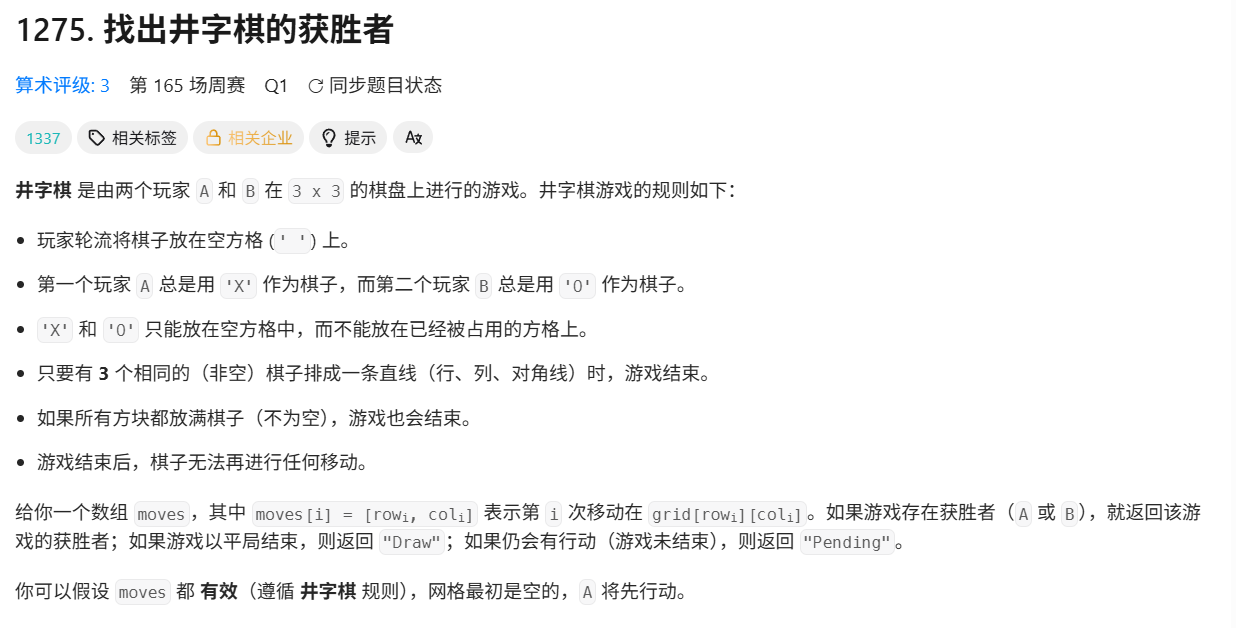 1275. 找出井字棋的获胜者
算术评级: 3 第 165 场周赛 Q1 同步题目状态
1337 相关标签 相关企业 提示
井字棋 是由两个玩家 A 和 B 在 3 x 3 的棋盘上进行的游戏。井字棋游戏的规则如下：
• 玩家轮流将棋子放在空方格 (' ') 上。
• 第一个玩家 A 总是用 'X' 作为棋子，而第二个玩家 B 总是用 'O' 作为棋子。
• 'X' 和 'O' 只能放在空方格中，而不能放在已经被占用的方格上。
• 只要有 3 个相同的（非空）棋子排成一条直线（行、列、对角线）时，游戏结束。
• 如果所有方块都放满棋子（不为空），游戏也会结束。
• 游戏结束后，棋子无法再进行任何移动。
给你一个数组 moves，其中 moves[i] = [rowᵢ, colᵢ] 表示第 i 次移动在 grid[rowᵢ][colᵢ]。如果游戏存在获胜者（A 或 B），就返回该游
戏的获胜者；如果游戏以平局结束，则返回 "Draw"；如果仍会有行动（游戏未结束），则返回 "Pending"。
你可以假设 moves 都 有效（遵循 井字棋 规则），网格最初是空的，A 将先行动。